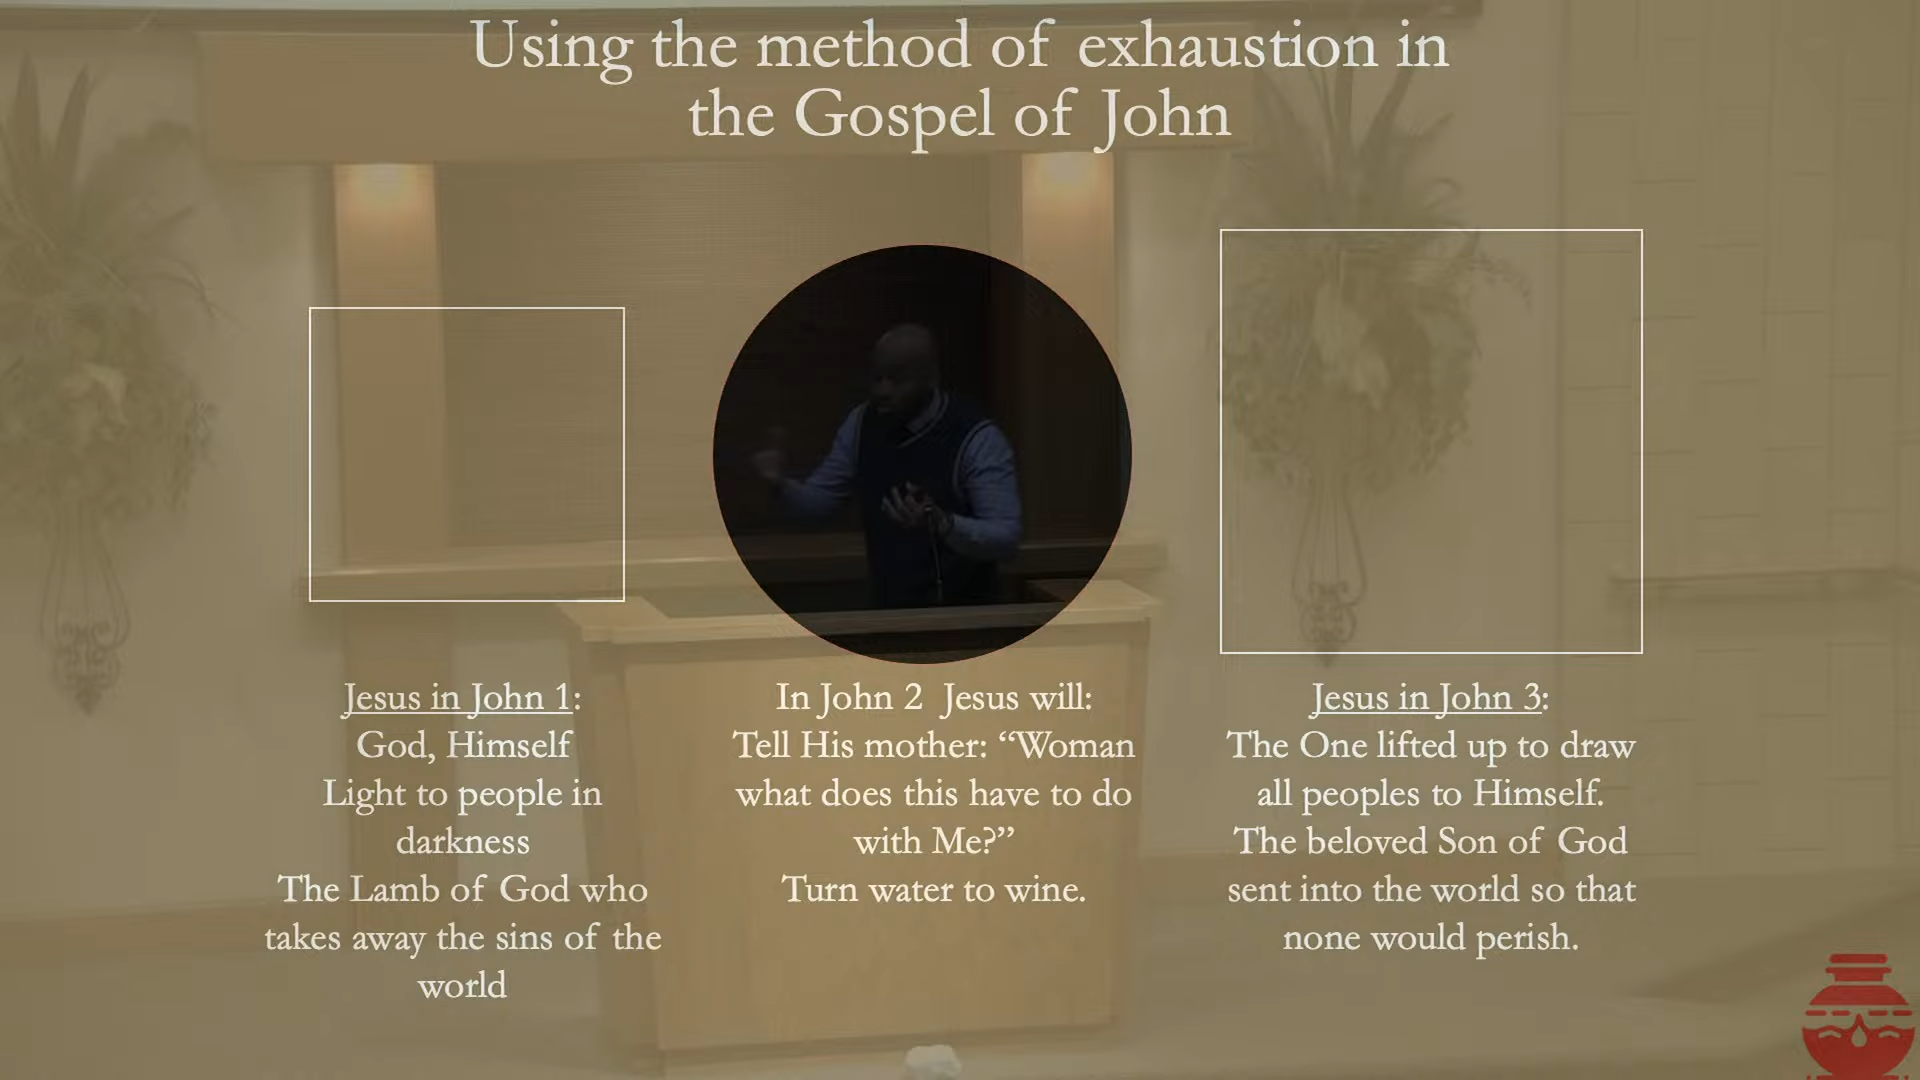 Using the method of exhaustion in
the Gospel of John
Jesus in John 1:
God, Himself
Light to people in
darkness
The Lamb of God who
takes away the sins of the
world
In John 2 Jesus will:
Tell His mother: “Woman
what does this have to do
with Me?”
Turn water to wine.
Jesus in John 3:
The One lifted up to draw
all peoples to Himself.
The beloved Son of God
sent into the world so that
none would perish.